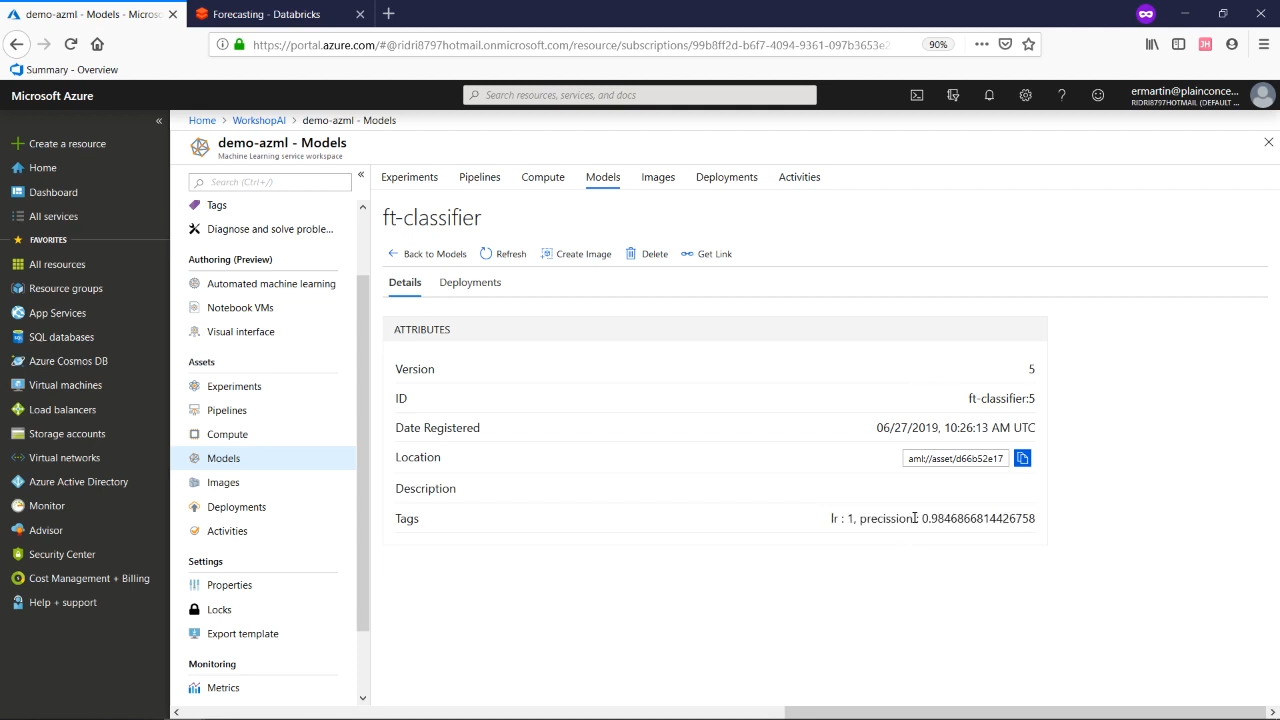 demo-azml - Models - Micros
Forecasting - Databricks
https://portal.azure.com/#@ridri8797hotmail.onmicrosoft.com/resource/subscriptions/99b8ff2d-b6f7-4094-9361-097b3653e2
90%
Summary - Overview
Microsoft Azure
Search resources, services, and docs
ermartin@plainconce...
RIDRI8797HOTMAIL (DEFAULT ...
Home > WorkshopAI > demo-azml - Models
demo-azml - Models
Machine Learning service workspace
Create a resource
Home
Dashboard
All services
FAVORITES
All resources
Resource groups
App Services
SQL databases
Azure Cosmos DB
Virtual machines
Load balancers
Storage accounts
Virtual networks
Azure Active Directory
Monitor
Advisor
Security Center
Cost Management + Billing
Help + support
Search (Ctrl+/)
Tags
Diagnose and solve proble...
Authoring (Preview)
Automated machine learning
Notebook VMs
Visual interface
Assets
Experiments
Pipelines
Compute
Models
Images
Deployments
Activities
Settings
Properties
Locks
Export template
Monitoring
Metrics
Experiments Pipelines Compute Models Images Deployments Activities
ft-classifier
Back to Models Refresh Create Image Delete Get Link
Details Deployments
ATTRIBUTES
Version 5
ID ft-classifier:5
Date Registered 06/27/2019, 10:26:13 AM UTC
Location aml://asset/d66b52e17
Description
Tags lr : 1, precission : 0.9846866814426758